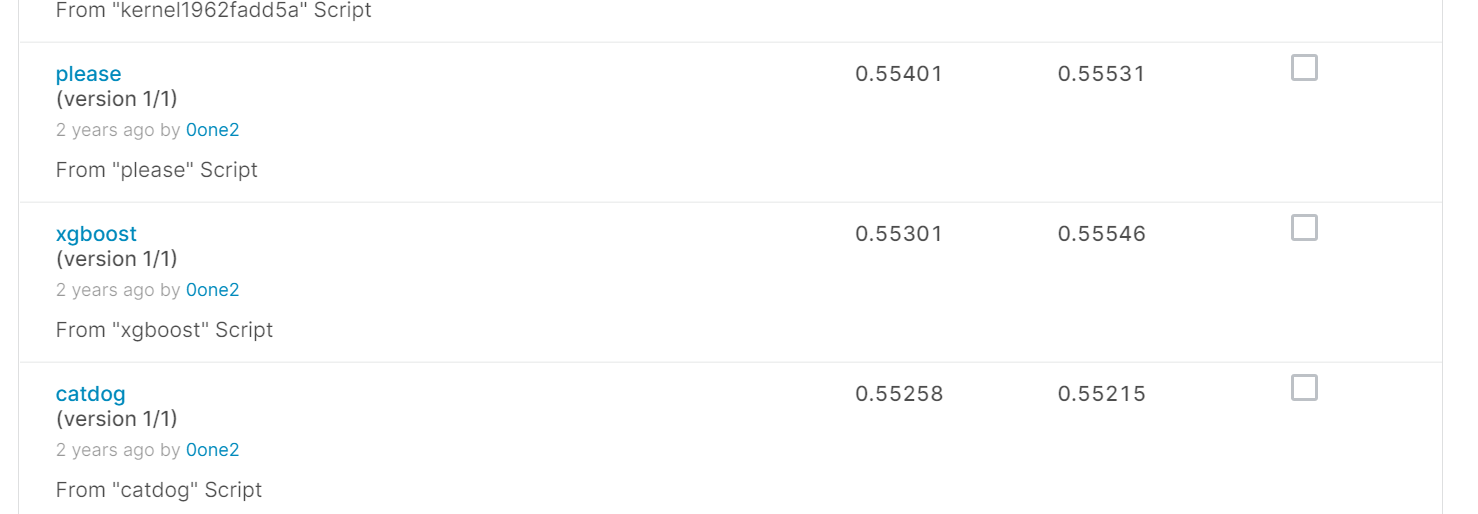 From "kernel1962fadd5a" Script
please 0.55401 0.55531
(version 1/1)
2 years ago by 0one2
From "please" Script
xgboost 0.55301 0.55546
(version 1/1)
2 years ago by 0one2
From "xgboost" Script
catdog 0.55258 0.55215
(version 1/1)
2 years ago by 0one2
From "catdog" Script